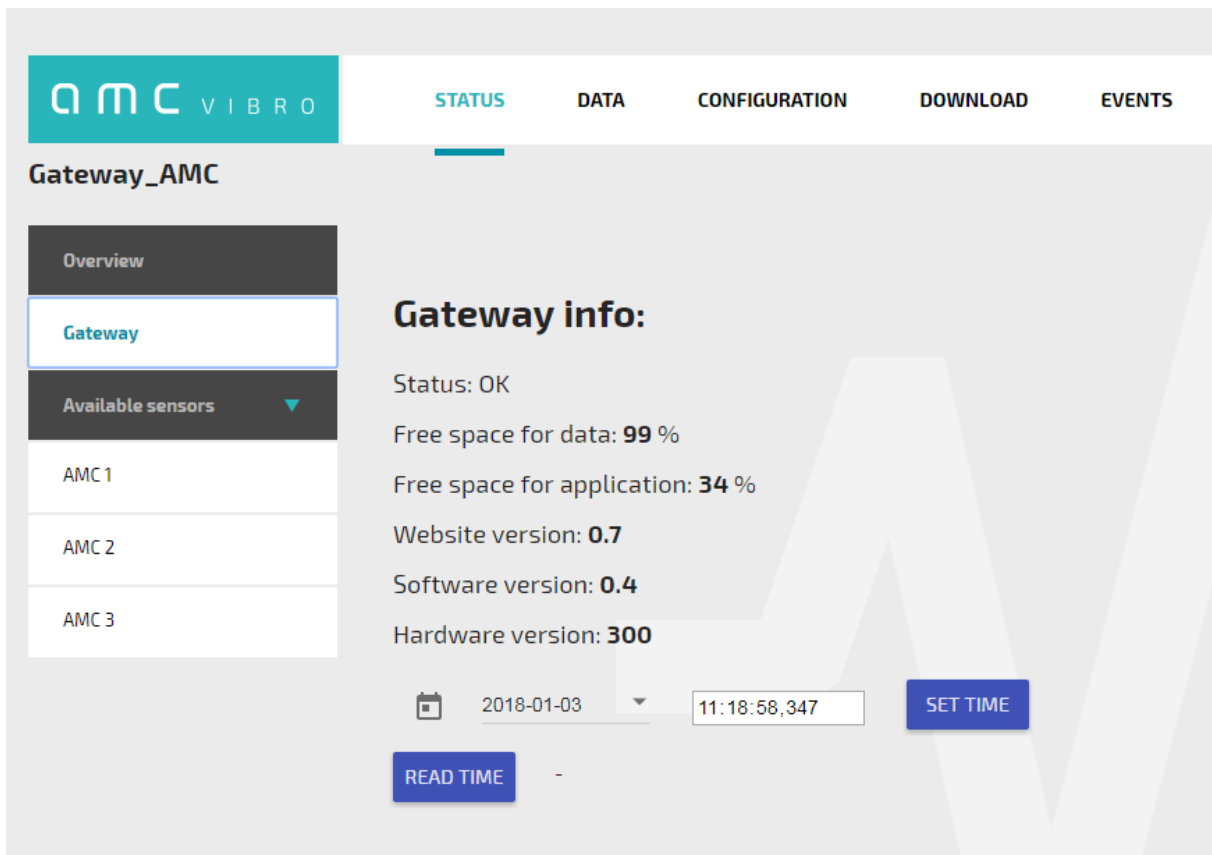 amc VIBRO
STATUS DATA CONFIGURATION DOWNLOAD EVENTS
Gateway_AMC
Overview
Gateway
Available sensors
AMC 1
AMC 2
AMC 3
Gateway info:
Status: OK
Free space for data: 99 %
Free space for application: 34 %
Website version: 0.7
Software version: 0.4
Hardware version: 300
2018-01-03 11:18:58,347 SET TIME
READ TIME -